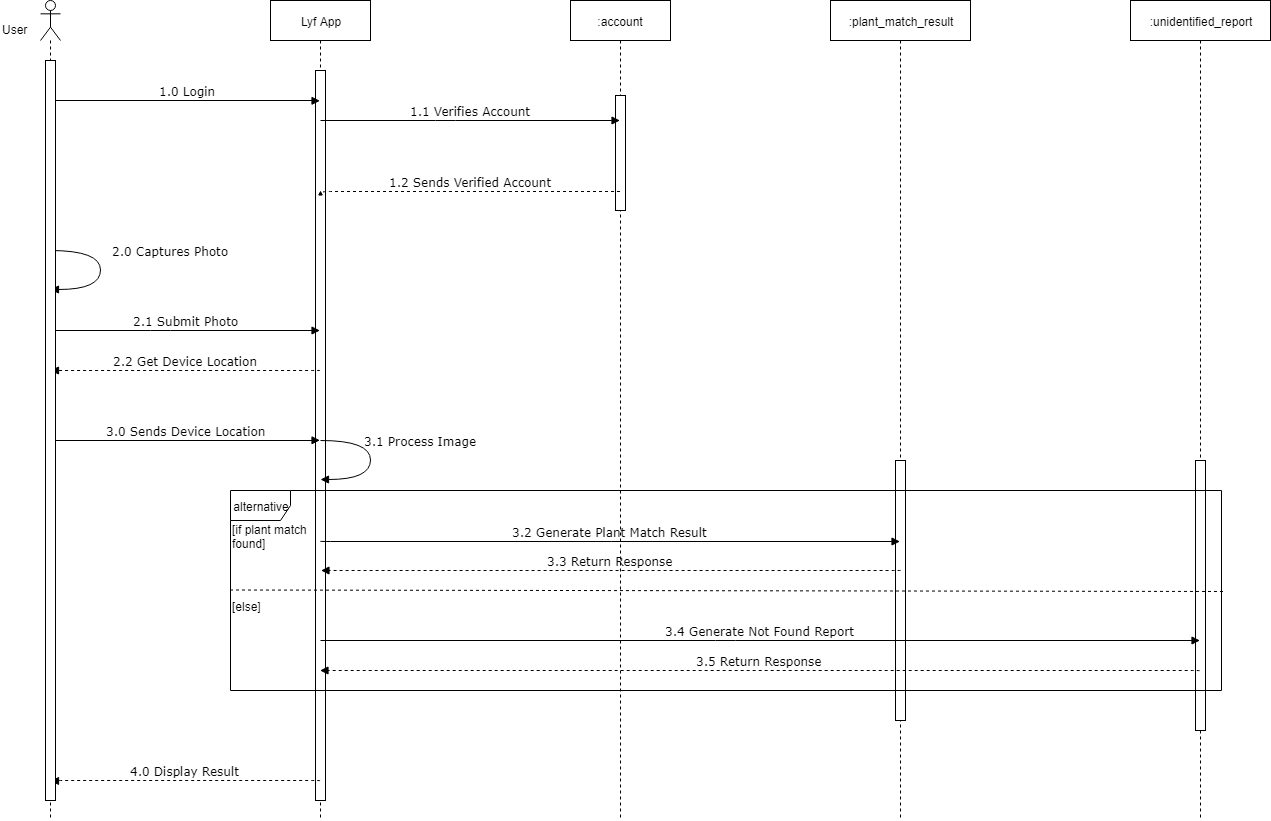 User
Lyf App
:account
:plant_match_result
:unidentified_report
1.0 Login
1.1 Verifies Account
1.2 Sends Verified Account
2.0 Captures Photo
2.1 Submit Photo
2.2 Get Device Location
3.0 Sends Device Location
3.1 Process Image
alternative
[if plant match
found]
3.2 Generate Plant Match Result
3.3 Return Response
[else]
3.4 Generate Not Found Report
3.5 Return Response
4.0 Display Result